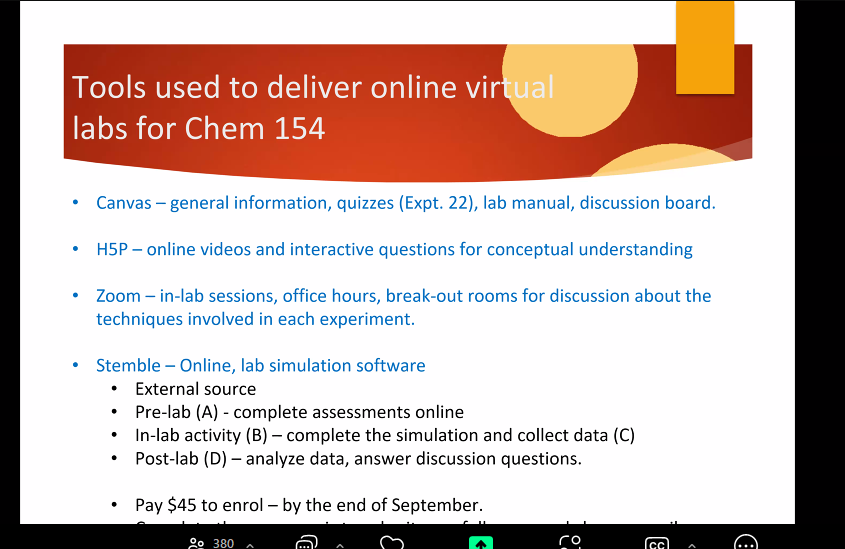 Tools used to deliver online virtual
labs for Chem 154
• Canvas – general information, quizzes (Expt. 22), lab manual, discussion board.
• H5P – online videos and interactive questions for conceptual understanding
• Zoom – in-lab sessions, office hours, break-out rooms for discussion about the
techniques involved in each experiment.
• Stemble – Online, lab simulation software
• External source
• Pre-lab (A) - complete assessments online
• In-lab activity (B) – complete the simulation and collect data (C)
• Post-lab (D) – analyze data, answer discussion questions.
• Pay $45 to enrol – by the end of September.
380
CC